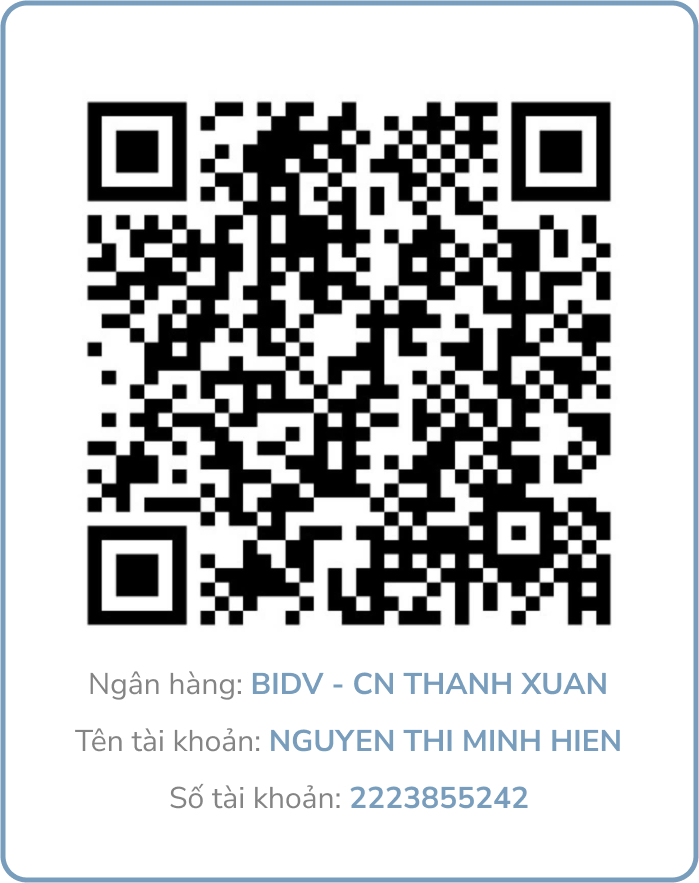 Ngân hàng: BIDV - CN THANH XUAN
Tên tài khoản: NGUYEN THI MINH HIEN
Số tài khoản: 2223855242